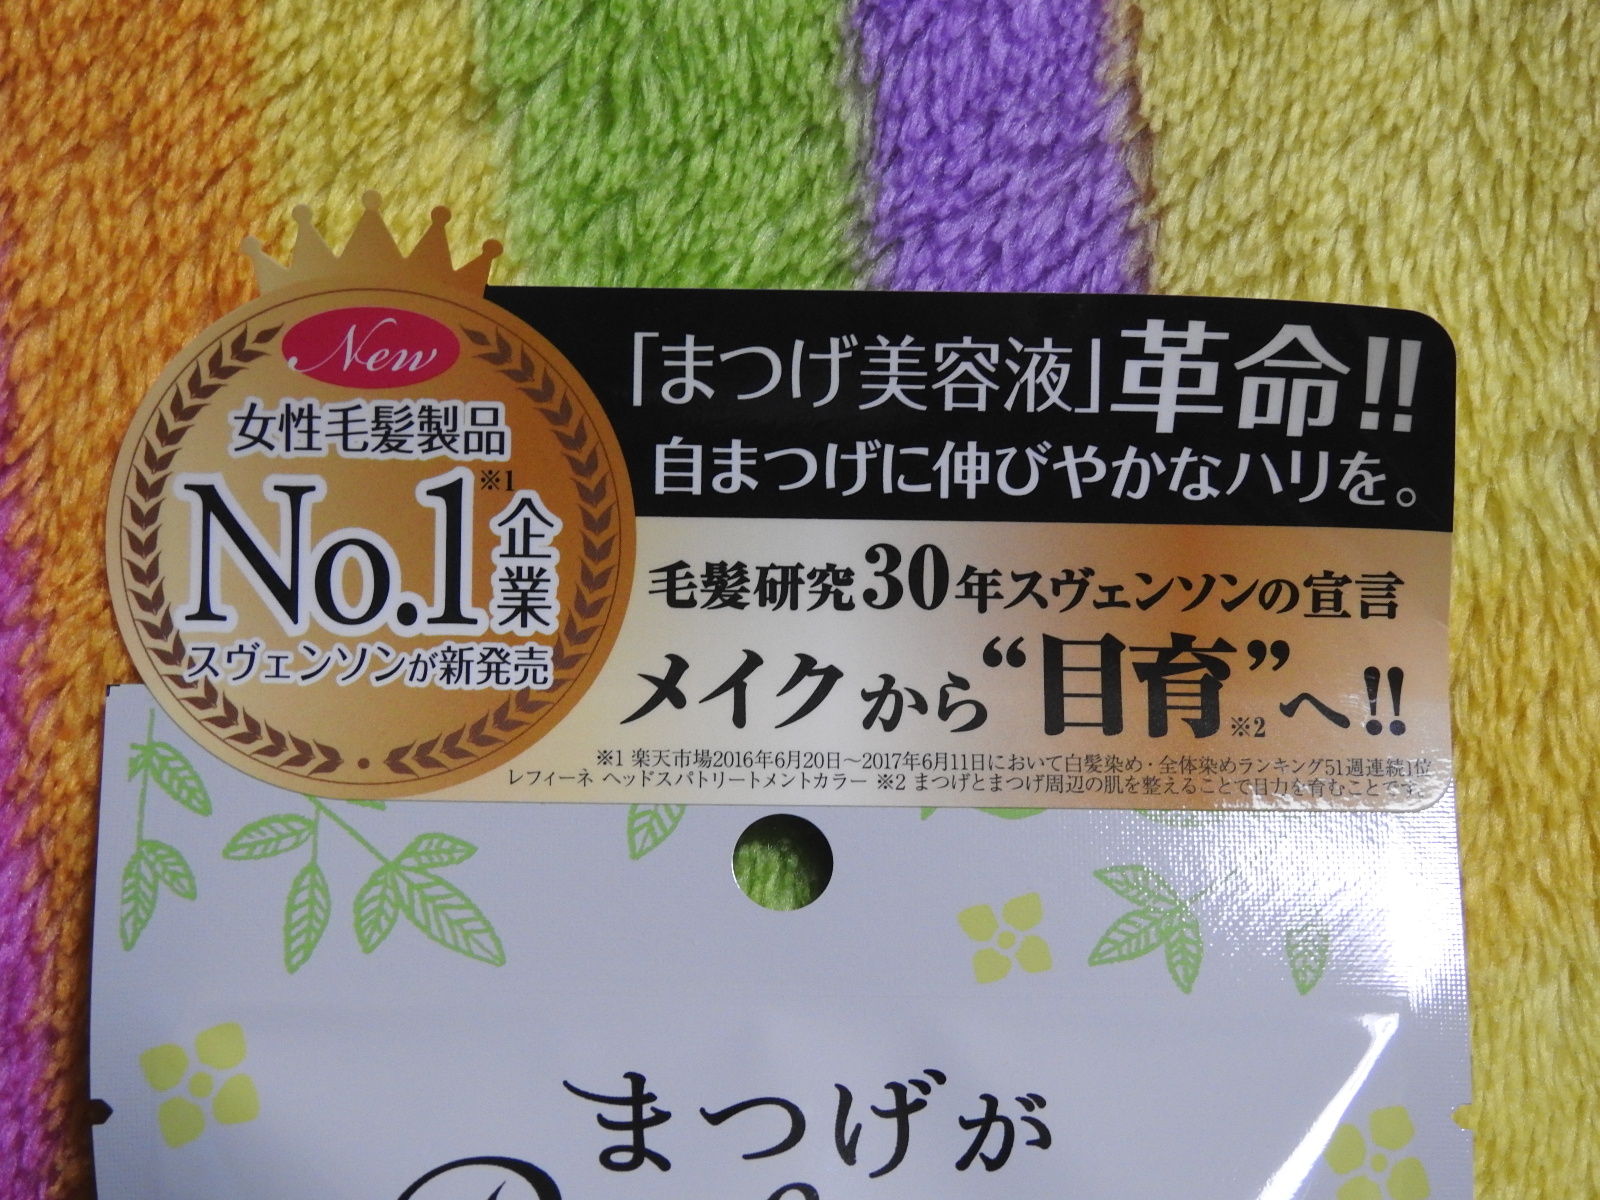 New
女性毛髪製品
No.1※1企業
スヴェンソンが新発売
「まつげ美容液」革命!!
自まつげに伸びやかなハリを。
毛髪研究30年スヴェンソンの宣言
メイクから“目育”※2へ!!
※1 楽天市場2016年6月20日～2017年6月11日において白髪染め・全体染めランキング51週連続1位
レフィーネ ヘッドスパトリートメントカラー ※2 まつげとまつげ周辺の肌を整えることで目力を育むことです。
まつげが